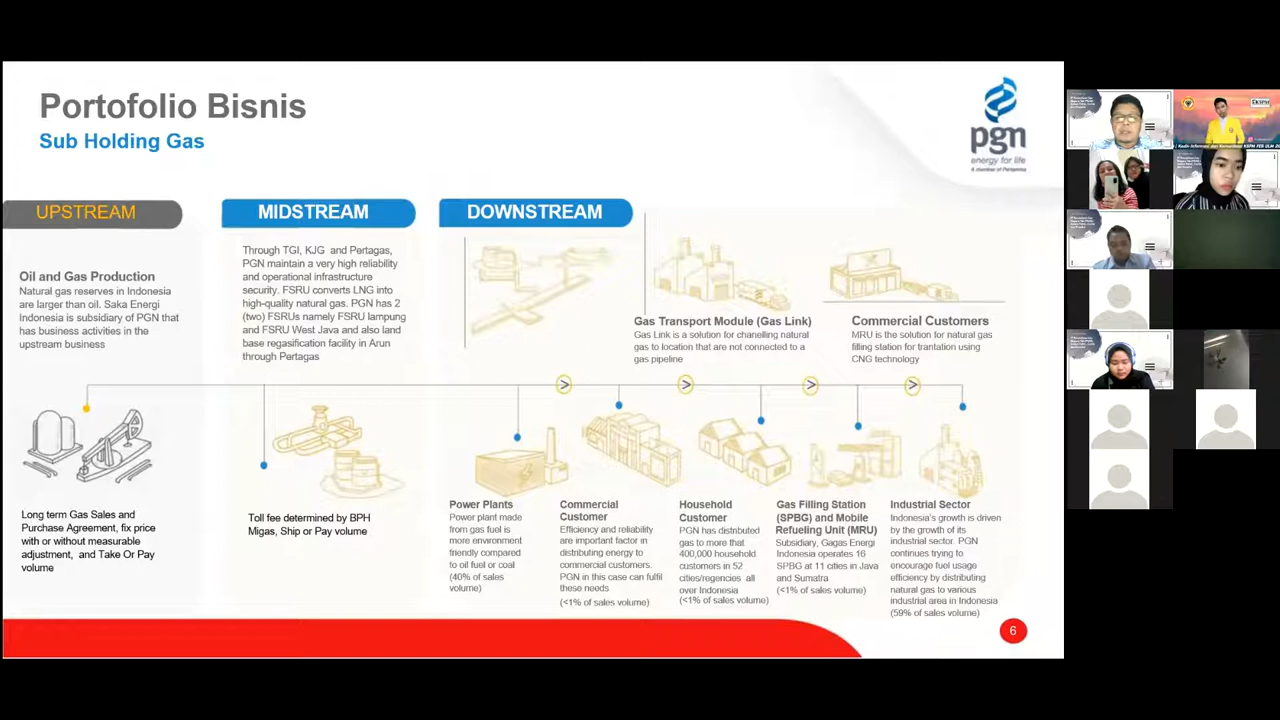 Portofolio Bisnis
Sub Holding Gas
pgn
energy for life
A member of Pertamina
UPSTREAM
MIDSTREAM
DOWNSTREAM
Oil and Gas Production
Natural gas reserves in Indonesia
are larger than oil. Saka Energi
Indonesia is subsidiary of PGN that
has business activities in the
upstream business
Through TGI, KJG and Pertagas,
PGN maintain a very high reliability
and operational infrastructure
security. FSRU converts LNG into
high-quality natural gas. PGN has 2
(two) FSRUs namely FSRU lampung
and FSRU West Java and also land
base regasification facility in Arun
through Pertagas
Gas Transport Module (Gas Link)
Gas Link is a solution for chanelling natural
gas to location that are not connected to a
gas pipeline
Commercial Customers
MRU is the solution for natural gas
filling station for trantation using
CNG technology
Long term Gas Sales and
Purchase Agreement, fix price
with or without measurable
adjustment, and Take Or Pay
volume
Toll fee determined by BPH
Migas, Ship or Pay volume
Power Plants
Power plant made
from gas fuel is
more environment
friendly compared
to oil fuel or coal
(40% of sales
volume)
Commercial
Customer
Efficiency and reliability
are important factor in
distributing energy to
commercial customers.
PGN in this case can fulfil
these needs
(<1% of sales volume)
Household
Customer
PGN has distributed
gas to more that
400,000 household
customers in 52
cities/regencies all
over Indonesia
(<1% of sales volume)
Gas Filling Station
(SPBG) and Mobile
Refueling Unit (MRU)
Subsidiary, Gagas Energi
Indonesia operates 16
SPBG at 11 cities in Java
and Sumatra
(<1% of sales volume)
Industrial Sector
Indonesia's growth is driven
by the growth of its
industrial sector. PGN
continues trying to
encourage fuel usage
efficiency by distributing
natural gas to various
industrial area in Indonesia
(59% of sales volume)
6